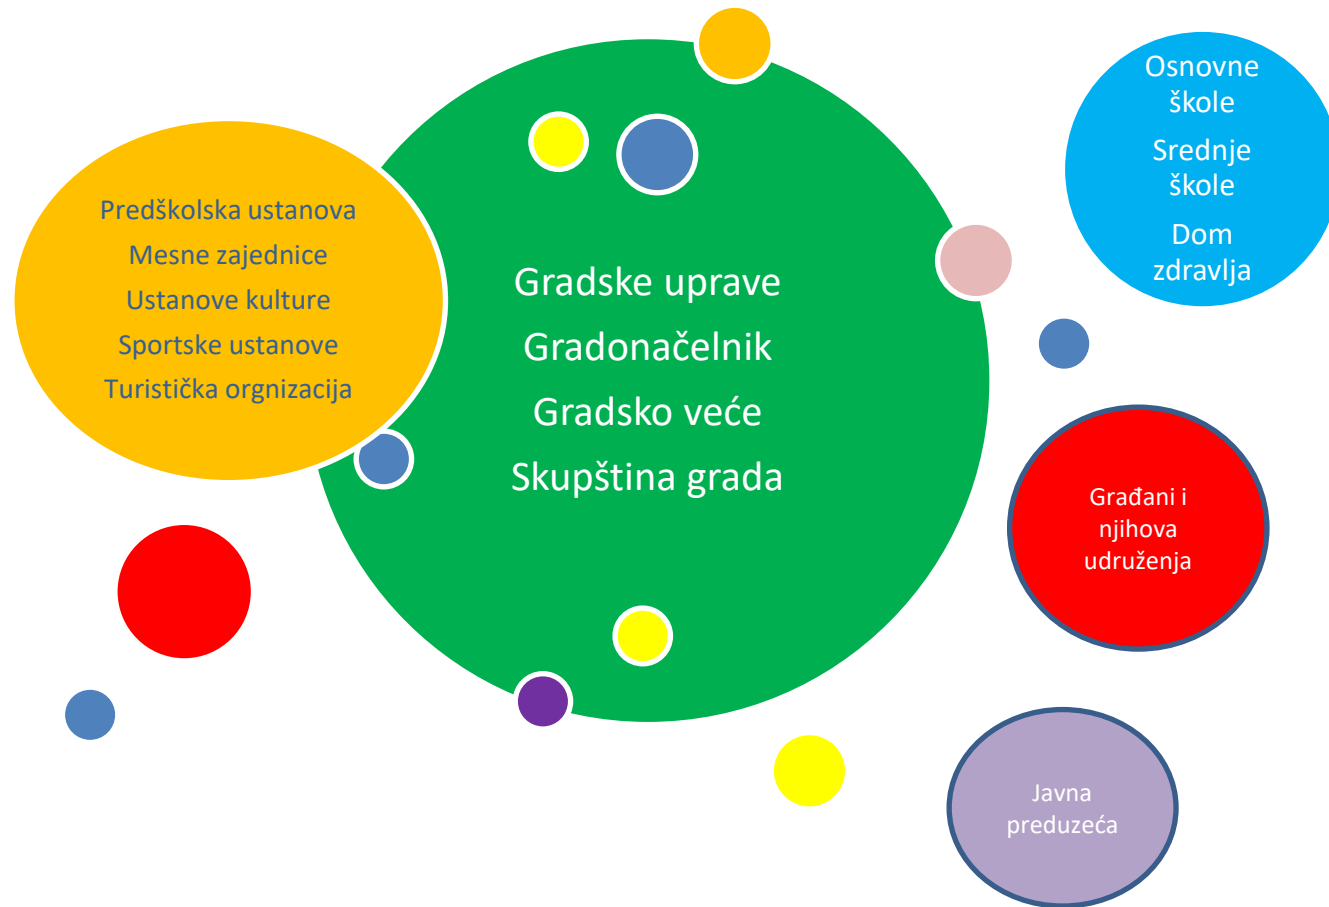 Predškolska ustanova
Mesne zajednice
Ustanove kulture
Sportske ustanove
Turistička orgnizacija
Gradske uprave
Gradonačelnik
Gradsko veće
Skupština grada
Osnovne
škole
Srednje
škole
Dom
zdravlja
Građani i
njihova
udruženja
Javna
preduzeća